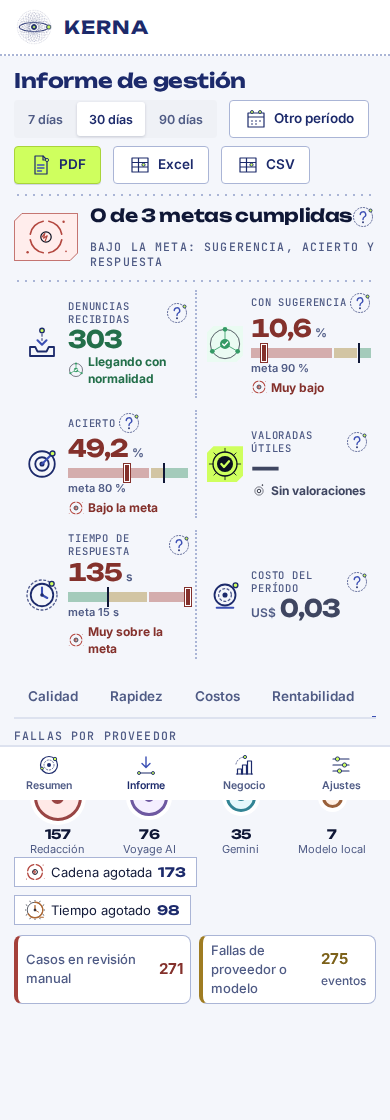 KERNA
Informe de gestión
7 días 30 días 90 días Otro período
PDF Excel CSV
0 de 3 metas cumplidas ?
BAJO LA META: SUGERENCIA, ACIERTO Y
RESPUESTA
DENUNCIAS
RECIBIDAS ?
303
Llegando con
normalidad
CON SUGERENCIA ?
10,6 %
meta 90 %
Muy bajo
ACIERTO ?
49,2 %
meta 80 %
Bajo la meta
VALORADAS
ÚTILES ?
—
Sin valoraciones
TIEMPO DE
RESPUESTA ?
135 s
meta 15 s
Muy sobre la
meta
COSTO DEL
PERÍODO ?
US$ 0,03
Calidad Rapidez Costos Rentabilidad
FALLAS POR PROVEEDOR
Resumen Informe Negocio Ajustes
157 76 35 7
Redacción Voyage AI Gemini Modelo local
Cadena agotada 173
Tiempo agotado 98
Casos en revisión
manual
271
Fallas de
proveedor o
modelo
275
eventos